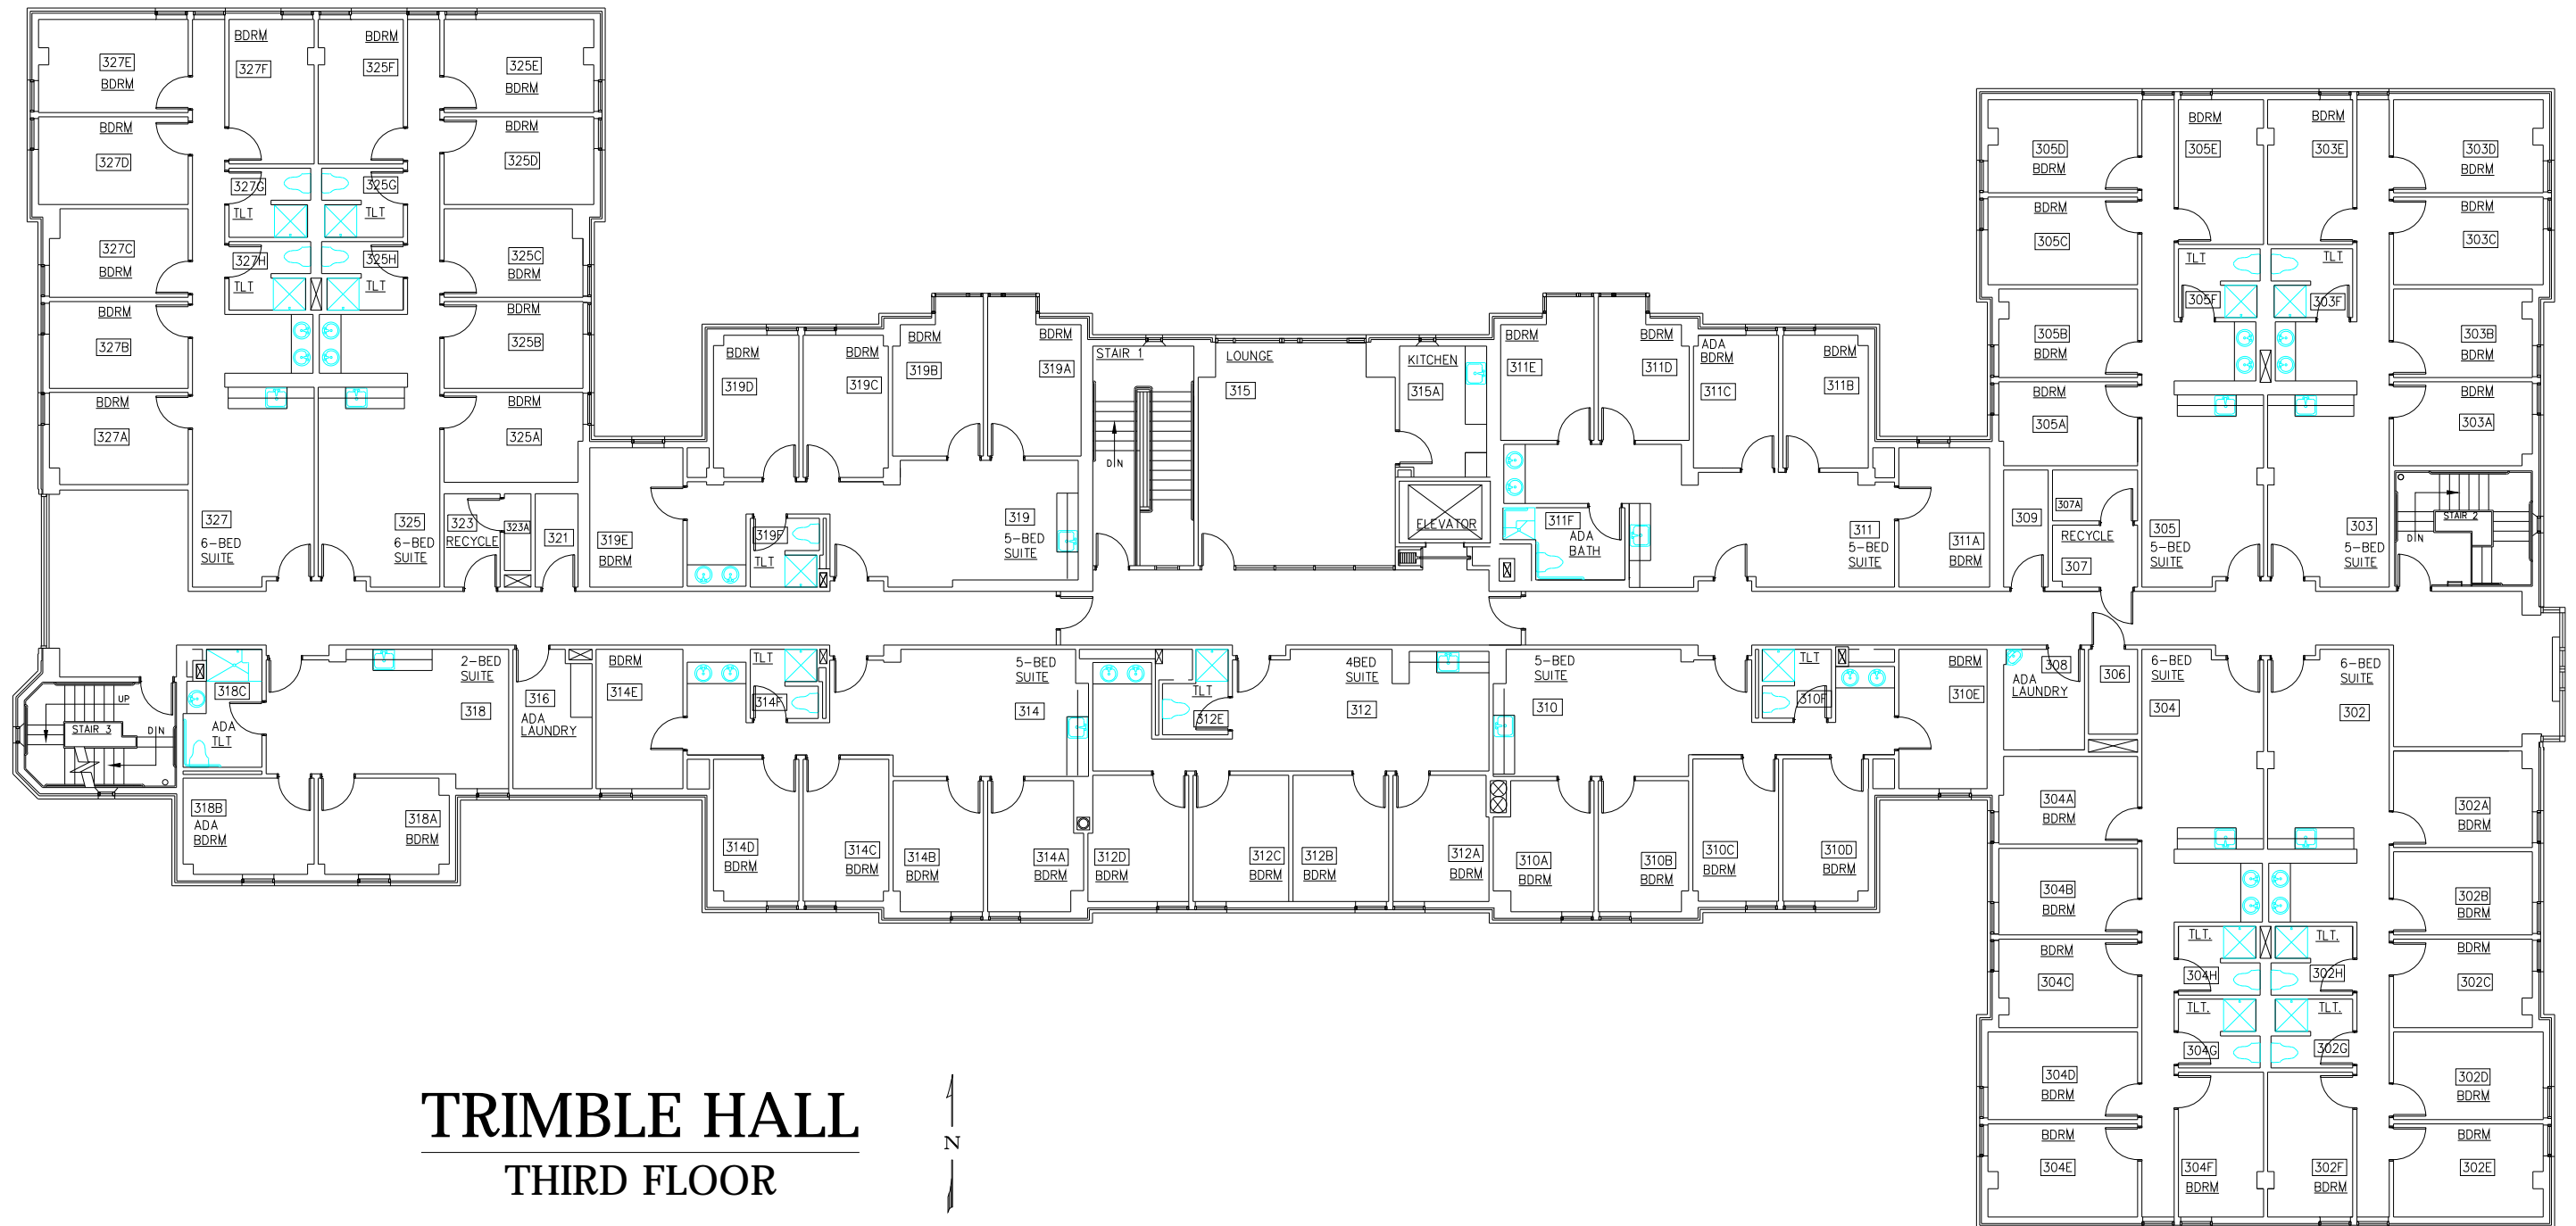 327E
BDRM
BDRM
327F
BDRM
325F
325E
BDRM
BDRM
327D
BDRM
325D
327G
TLT
325G
TLT
327C
BDRM
327H
TLT
325H
TLT
325C
BDRM
BDRM
327B
BDRM
325B
BDRM
327A
BDRM
325A
327
6-BED
SUITE
325
6-BED
SUITE
323
RECYCLE
323A
321
319E
BDRM
BDRM
319D
BDRM
319C
BDRM
319B
BDRM
319A
319F
TLT
319
5-BED
SUITE
STAIR 1
DN
LOUNGE
315
KITCHEN
315A
ELEVATOR
BDRM
311E
BDRM
311D
ADA
BDRM
311C
BDRM
311B
311F
ADA
BATH
311
5-BED
SUITE
311A
BDRM
309
307A
RECYCLE
307
305D
BDRM
BDRM
305E
BDRM
303E
303D
BDRM
BDRM
305C
BDRM
303C
TLT
305F
TLT
303F
305B
BDRM
303B
BDRM
BDRM
305A
BDRM
303A
305
5-BED
SUITE
303
5-BED
SUITE
STAIR 2
DN
UP
STAIR 3
DN
318C
ADA
TLT
2-BED
SUITE
318
318B
ADA
BDRM
318A
BDRM
316
ADA
LAUNDRY
BDRM
314E
TLT
314F
5-BED
SUITE
314
314D
BDRM
314C
BDRM
314B
BDRM
314A
BDRM
TLT
312E
4BED
SUITE
312
312D
BDRM
312C
BDRM
312B
BDRM
312A
BDRM
5-BED
SUITE
310
TLT
310F
BDRM
310E
310A
BDRM
310B
BDRM
310C
BDRM
310D
BDRM
308
ADA
LAUNDRY
306
6-BED
SUITE
304
6-BED
SUITE
302
304A
BDRM
302A
BDRM
304B
BDRM
302B
BDRM
TLT.
304H
TLT.
302H
BDRM
304C
BDRM
302C
TLT.
304G
TLT.
302G
304D
BDRM
302D
BDRM
BDRM
304E
304F
BDRM
302F
BDRM
BDRM
302E
TRIMBLE HALL
THIRD FLOOR
N